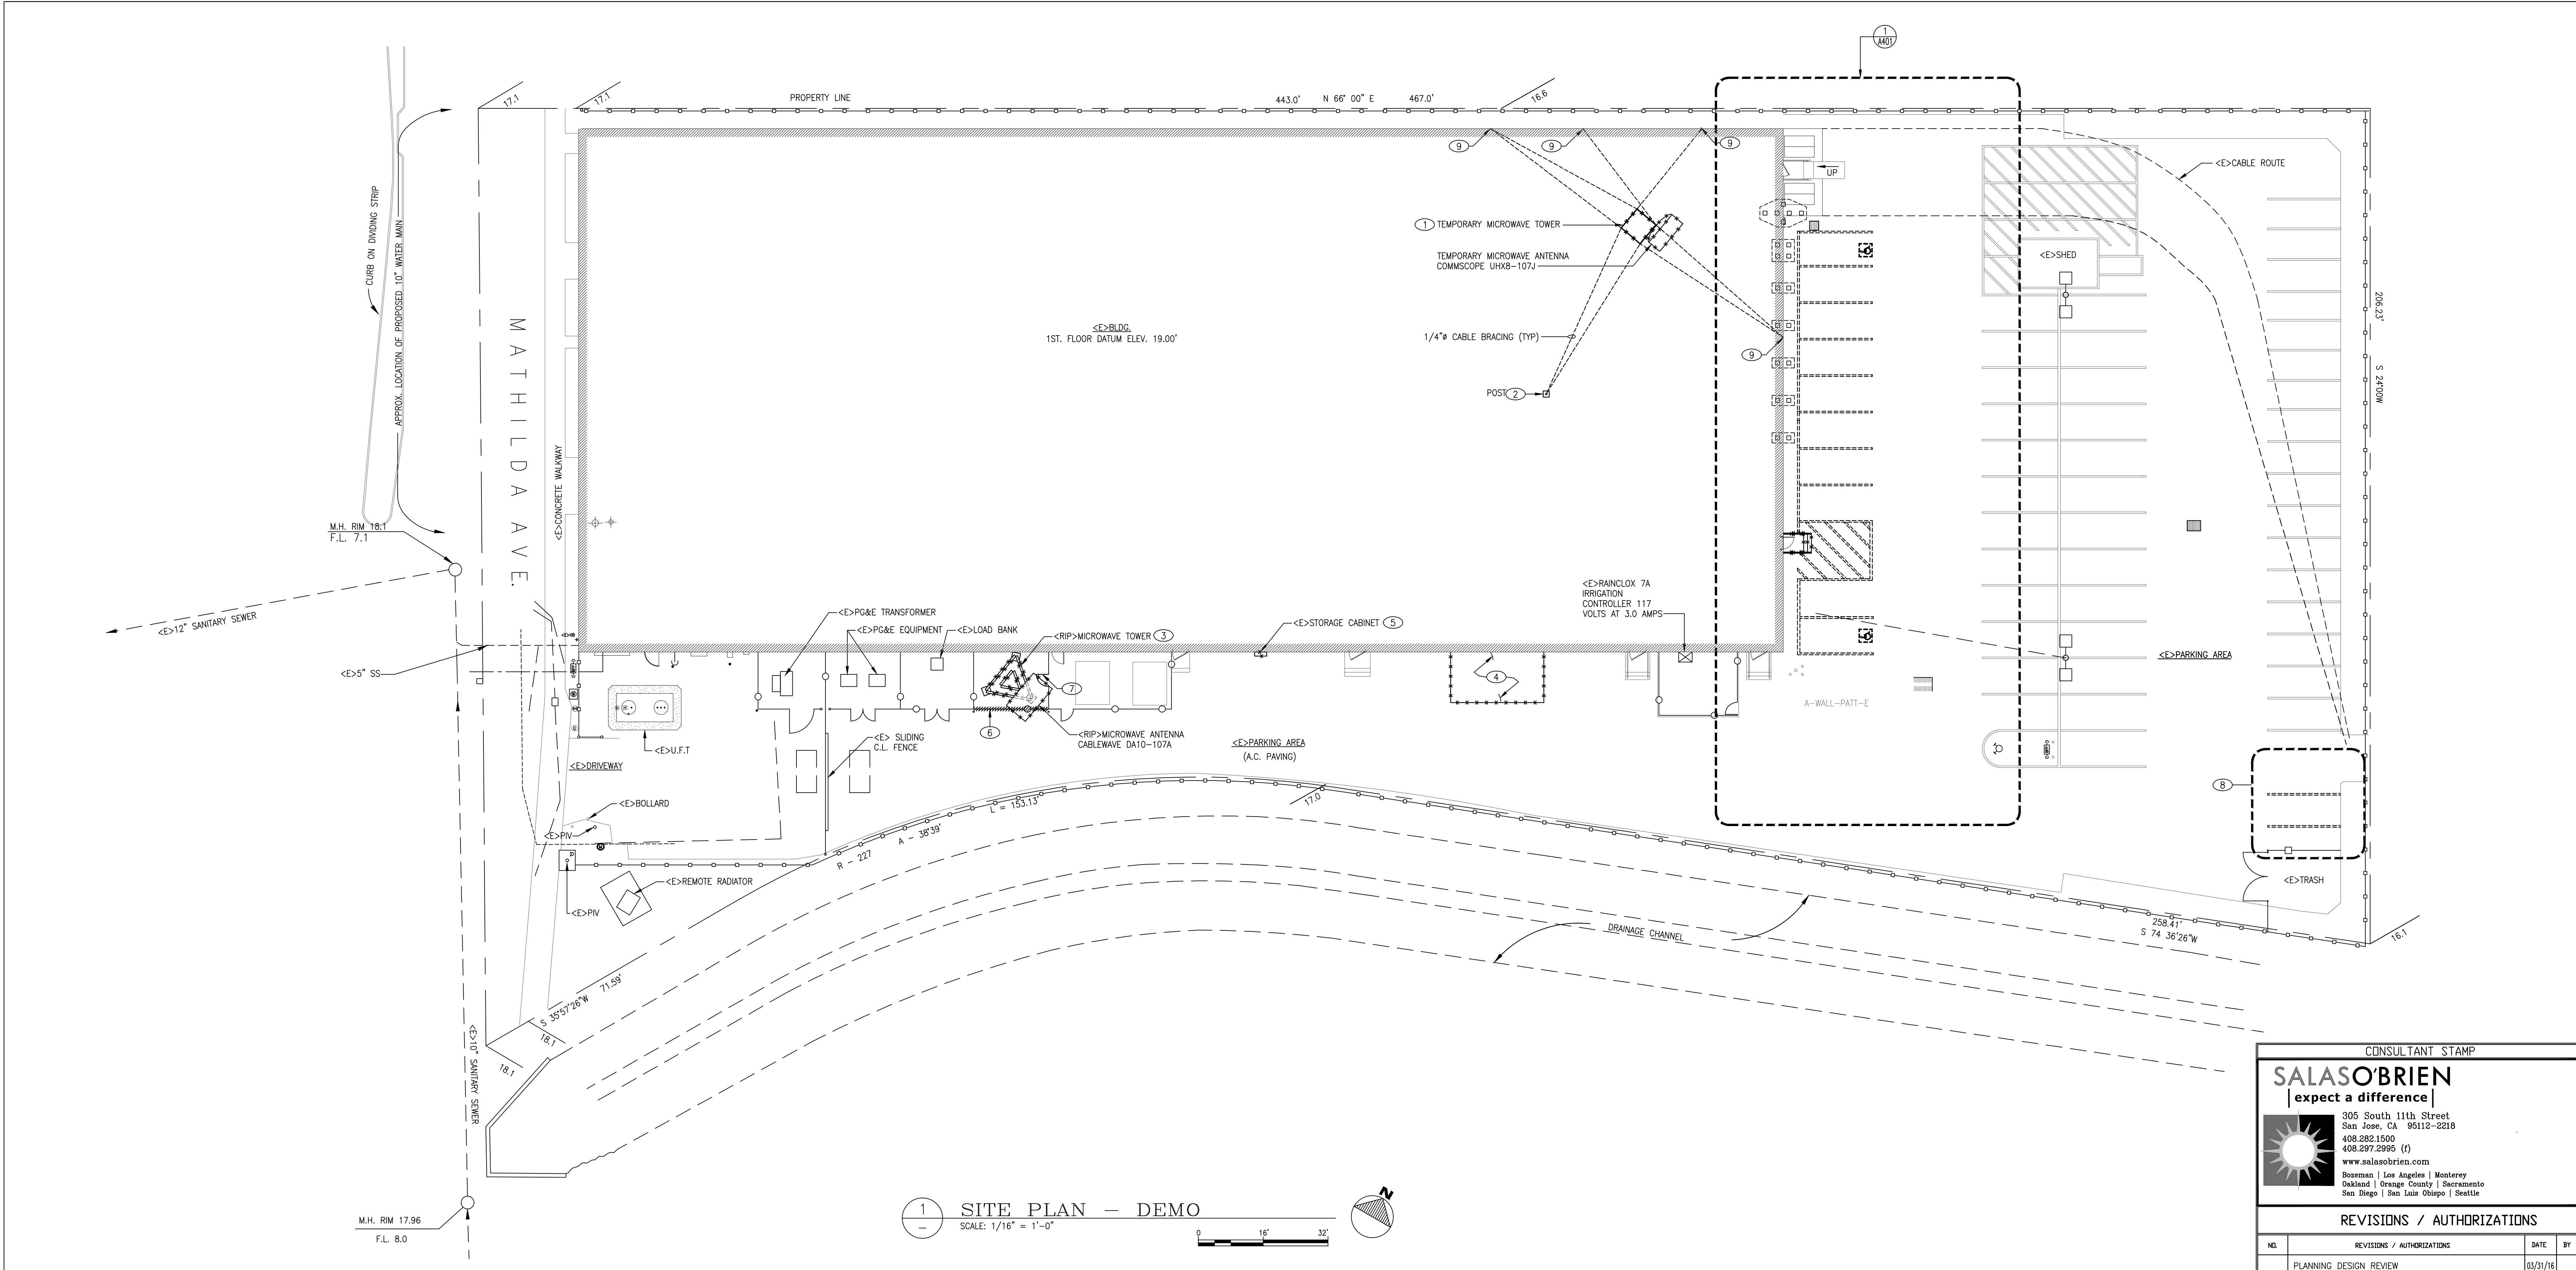 1
A401
17.1
17.1
PROPERTY LINE
443.0'
N 66° 00" E
467.0'
16.6
CURB ON DIVIDING STRIP
APPROX. LOCATION OF PROPOSED 10" WATER MAIN
MATHILDA AVE.
<E>CONCRETE WALKWAY
9
9
9
UP
<E>CABLE ROUTE
1 TEMPORARY MICROWAVE TOWER
TEMPORARY MICROWAVE ANTENNA
COMMSCOPE UHX8-107J
<E>SHED
206.23'
S 24°00W
<E>BLDG.
1ST. FLOOR DATUM ELEV. 19.00'
1/4"ø CABLE BRACING (TYP)
9
POST 2
M.H. RIM 18.1
F.L. 7.1
<E>12" SANITARY SEWER
<E>5" SS
<E>RAINCLOX 7A
IRRIGATION
CONTROLLER 117
VOLTS AT 3.0 AMPS
<E>PG&E TRANSFORMER
<E>PG&E EQUIPMENT
<E>LOAD BANK
<RIP>MICROWAVE TOWER 3
<E>STORAGE CABINET 5
4
7
6
<RIP>MICROWAVE ANTENNA
CABLEWAVE DA10-107A
<E> SLIDING
C.L. FENCE
<E>U.F.T
<E>DRIVEWAY
<E>PARKING AREA
(A.C. PAVING)
A-WALL-PATT-E
<E>PARKING AREA
8
<E>BOLLARD
<E>PIV
<E>PIV
<E>REMOTE RADIATOR
R - 227
A - 38°39'
L = 153.13'
17.0
<E>TRASH
258.41'
S 74 36'26"W
16.1
DRAINAGE CHANNEL
S 35°57'26"W
71.59'
18.1
18.1
<E>10" SANITARY SEWER
M.H. RIM 17.96
F.L. 8.0
1
SITE PLAN - DEMO
SCALE: 1/16" = 1'-0"
N
0 16' 32'
CONSULTANT STAMP
SALASO'BRIEN
expect a difference
305 South 11th Street
San Jose, CA 95112-2218
408.282.1500
408.297.2995 (f)
www.salasobrien.com
Bozeman | Los Angeles | Monterey
Oakland | Orange County | Sacramento
San Diego | San Luis Obispo | Seattle
REVISIONS / AUTHORIZATIONS
NO. REVISIONS / AUTHORIZATIONS DATE BY
PLANNING DESIGN REVIEW 03/31/16